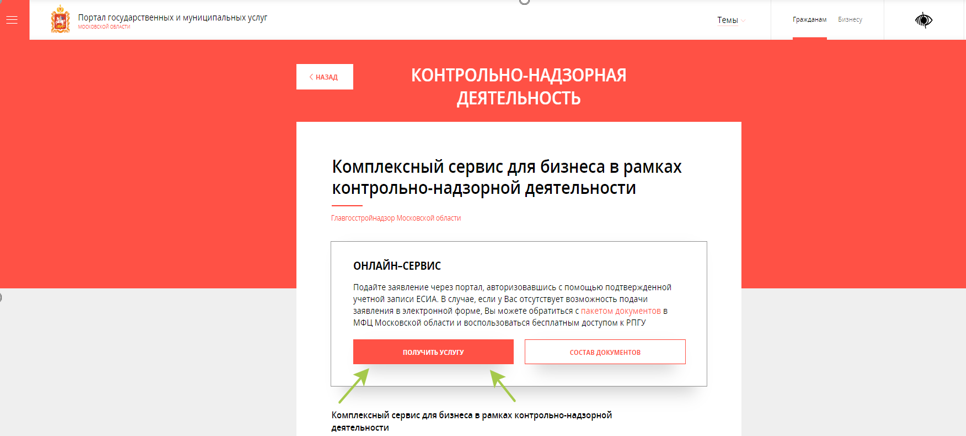 Портал государственных и муниципальных услуг
МОСКОВСКОЙ ОБЛАСТИ
Темы
Гражданам
Бизнесу
НАЗАД
КОНТРОЛЬНО-НАДЗОРНАЯ
ДЕЯТЕЛЬНОСТЬ
Комплексный сервис для бизнеса в рамках
контрольно-надзорной деятельности
Главгосстройнадзор Московской области
ОНЛАЙН-СЕРВИС
Подайте заявление через портал, авторизовавшись с помощью подтвержденной
учетной записи ЕСИА. В случае, если у Вас отсутствует возможность подачи
заявления в электронной форме, Вы можете обратиться с пакетом документов в
МФЦ Московской области и воспользоваться бесплатным доступом к РПГУ
ПОЛУЧИТЬ УСЛУГУ
СОСТАВ ДОКУМЕНТОВ
Комплексный сервис для бизнеса в рамках контрольно-надзорной
деятельности